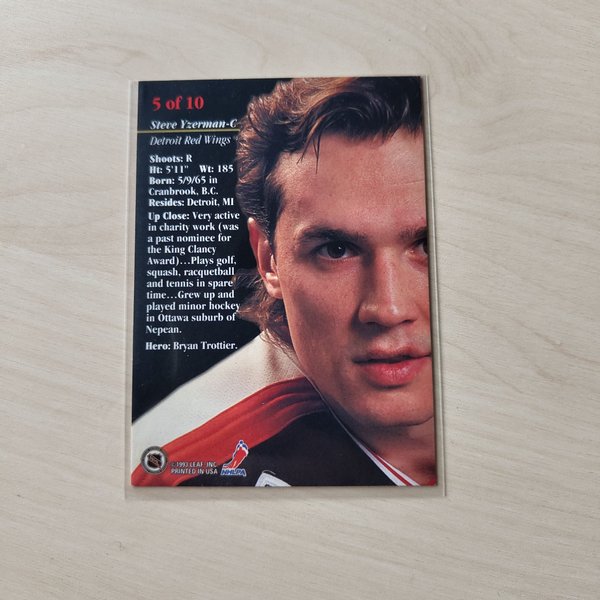 5 of 10
Steve Yzerman-C
Detroit Red Wings
Shoots: R
Ht: 5'11" Wt: 185
Born: 5/9/65 in
Cranbrook, B.C.
Resides: Detroit, MI
Up Close: Very active
in charity work (was
a past nominee for
the King Clancy
Award)...Plays golf,
squash, racquetball
and tennis in spare
time...Grew up and
played minor hockey
in Ottawa suburb of
Nepean.
Hero: Bryan Trottier.
©1993 LEAF, INC.
PRINTED IN USA
NHLPA